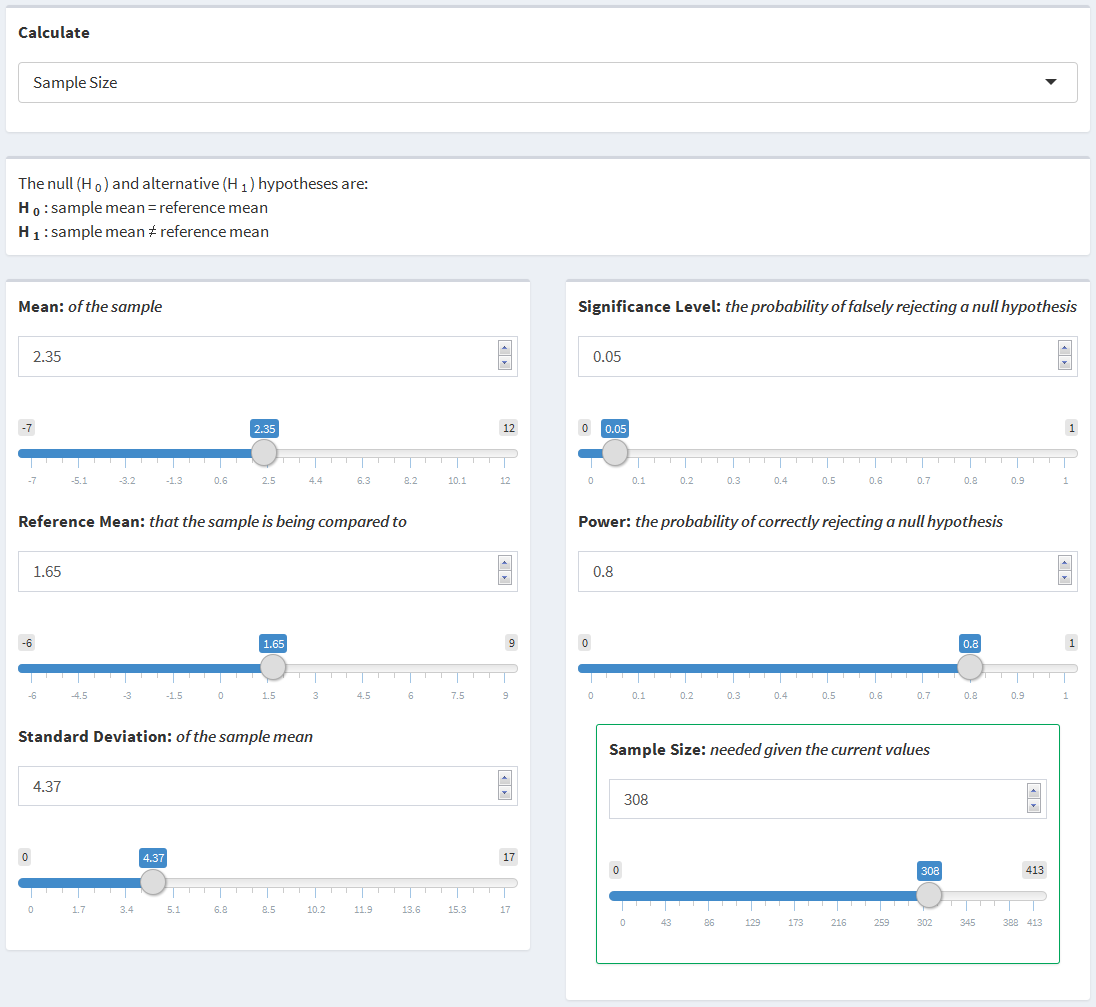 Calculate
Sample Size
The null (H 0 ) and alternative (H 1 ) hypotheses are:
H 0 : sample mean = reference mean
H 1 : sample mean ≠ reference mean
Mean: of the sample
2.35
-7 2.35 12
-7 -5.1 -3.2 -1.3 0.6 2.5 4.4 6.3 8.2 10.1 12
Reference Mean: that the sample is being compared to
1.65
-6 1.65 9
-6 -4.5 -3 -1.5 0 1.5 3 4.5 6 7.5 9
Standard Deviation: of the sample mean
4.37
0 4.37 17
0 1.7 3.4 5.1 6.8 8.5 10.2 11.9 13.6 15.3 17
Significance Level: the probability of falsely rejecting a null hypothesis
0.05
0 0.05 1
0 0.1 0.2 0.3 0.4 0.5 0.6 0.7 0.8 0.9 1
Power: the probability of correctly rejecting a null hypothesis
0.8
0 0.8 1
0 0.1 0.2 0.3 0.4 0.5 0.6 0.7 0.8 0.9 1
Sample Size: needed given the current values
308
0 308 413
0 43 86 129 173 216 259 302 345 388 413